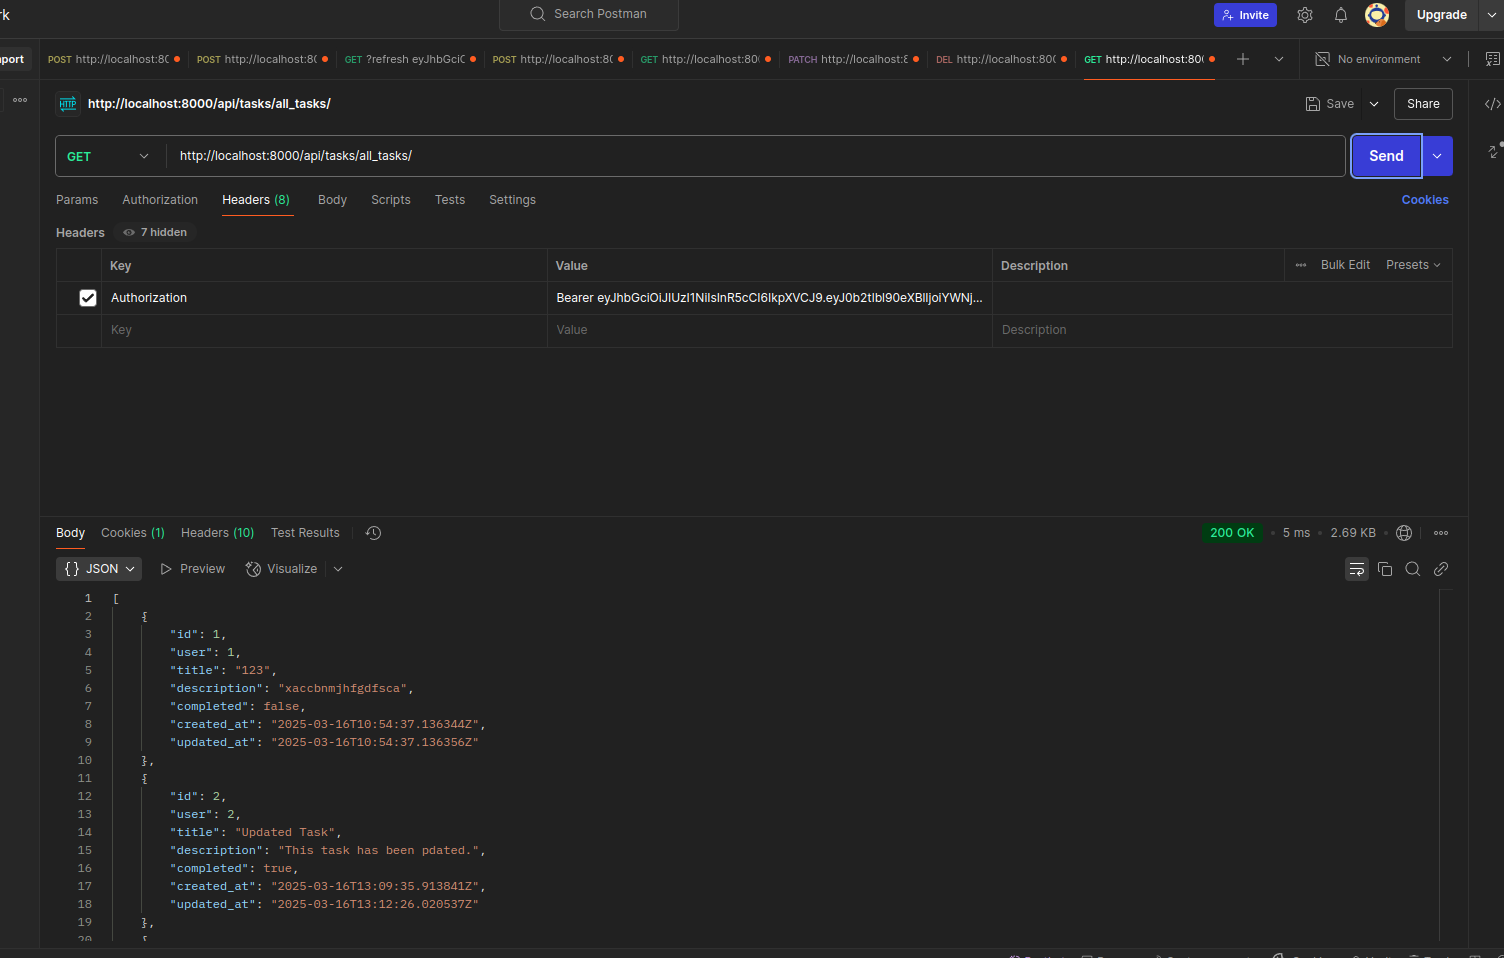 rk
Search Postman
Invite
Upgrade
port
POST http://localhost:80
POST http://localhost:80
GET ?refresh eyJhbGciC
POST http://localhost:80
GET http://localhost:80
PATCH http://localhost:8
DEL http://localhost:80
GET http://localhost:80
No environment
HTTP http://localhost:8000/api/tasks/all_tasks/
Save
Share
GET http://localhost:8000/api/tasks/all_tasks/
Send
Params Authorization Headers (8) Body Scripts Tests Settings Cookies
Headers 7 hidden
Key Value Description ••• Bulk Edit Presets
Authorization Bearer eyJhbGciOiJIUzI1NiIsInR5cCI6IkpXVCJ9.eyJ0b2tlbl90eXBlIjoiYWNj...
Key Value Description
Body Cookies (1) Headers (10) Test Results 200 OK • 5 ms • 2.69 KB •
{} JSON Preview Visualize
1 [
2 {
3 "id": 1,
4 "user": 1,
5 "title": "123",
6 "description": "xaccbnmjhfgdfsca",
7 "completed": false,
8 "created_at": "2025-03-16T10:54:37.136344Z",
9 "updated_at": "2025-03-16T10:54:37.136356Z"
10 },
11 {
12 "id": 2,
13 "user": 2,
14 "title": "Updated Task",
15 "description": "This task has been pdated.",
16 "completed": true,
17 "created_at": "2025-03-16T13:09:35.913841Z",
18 "updated_at": "2025-03-16T13:12:26.020537Z"
19 },
20 {